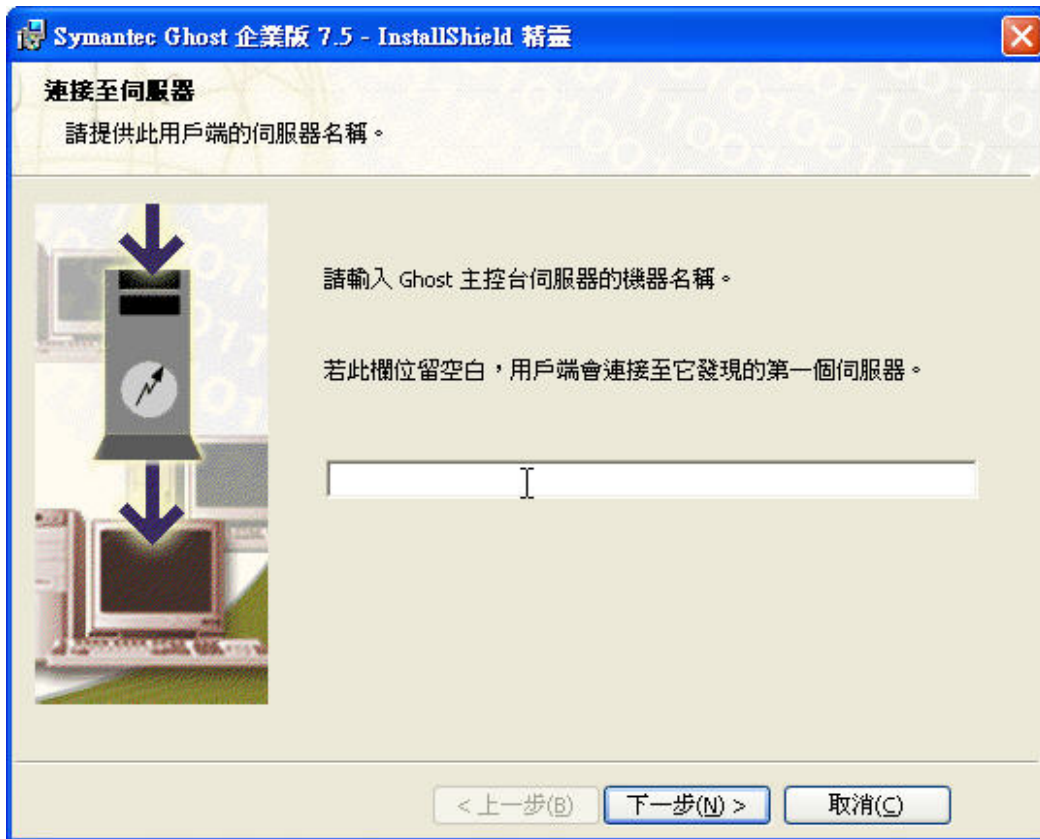 Symantec Ghost 企業版 7.5 - InstallShield 精靈
連接至伺服器
請提供此用戶端的伺服器名稱。
請輸入 Ghost 主控台伺服器的機器名稱。
若此欄位留空白，用戶端會連接至它發現的第一個伺服器。
< 上一步(B)
下一步(N) >
取消(C)